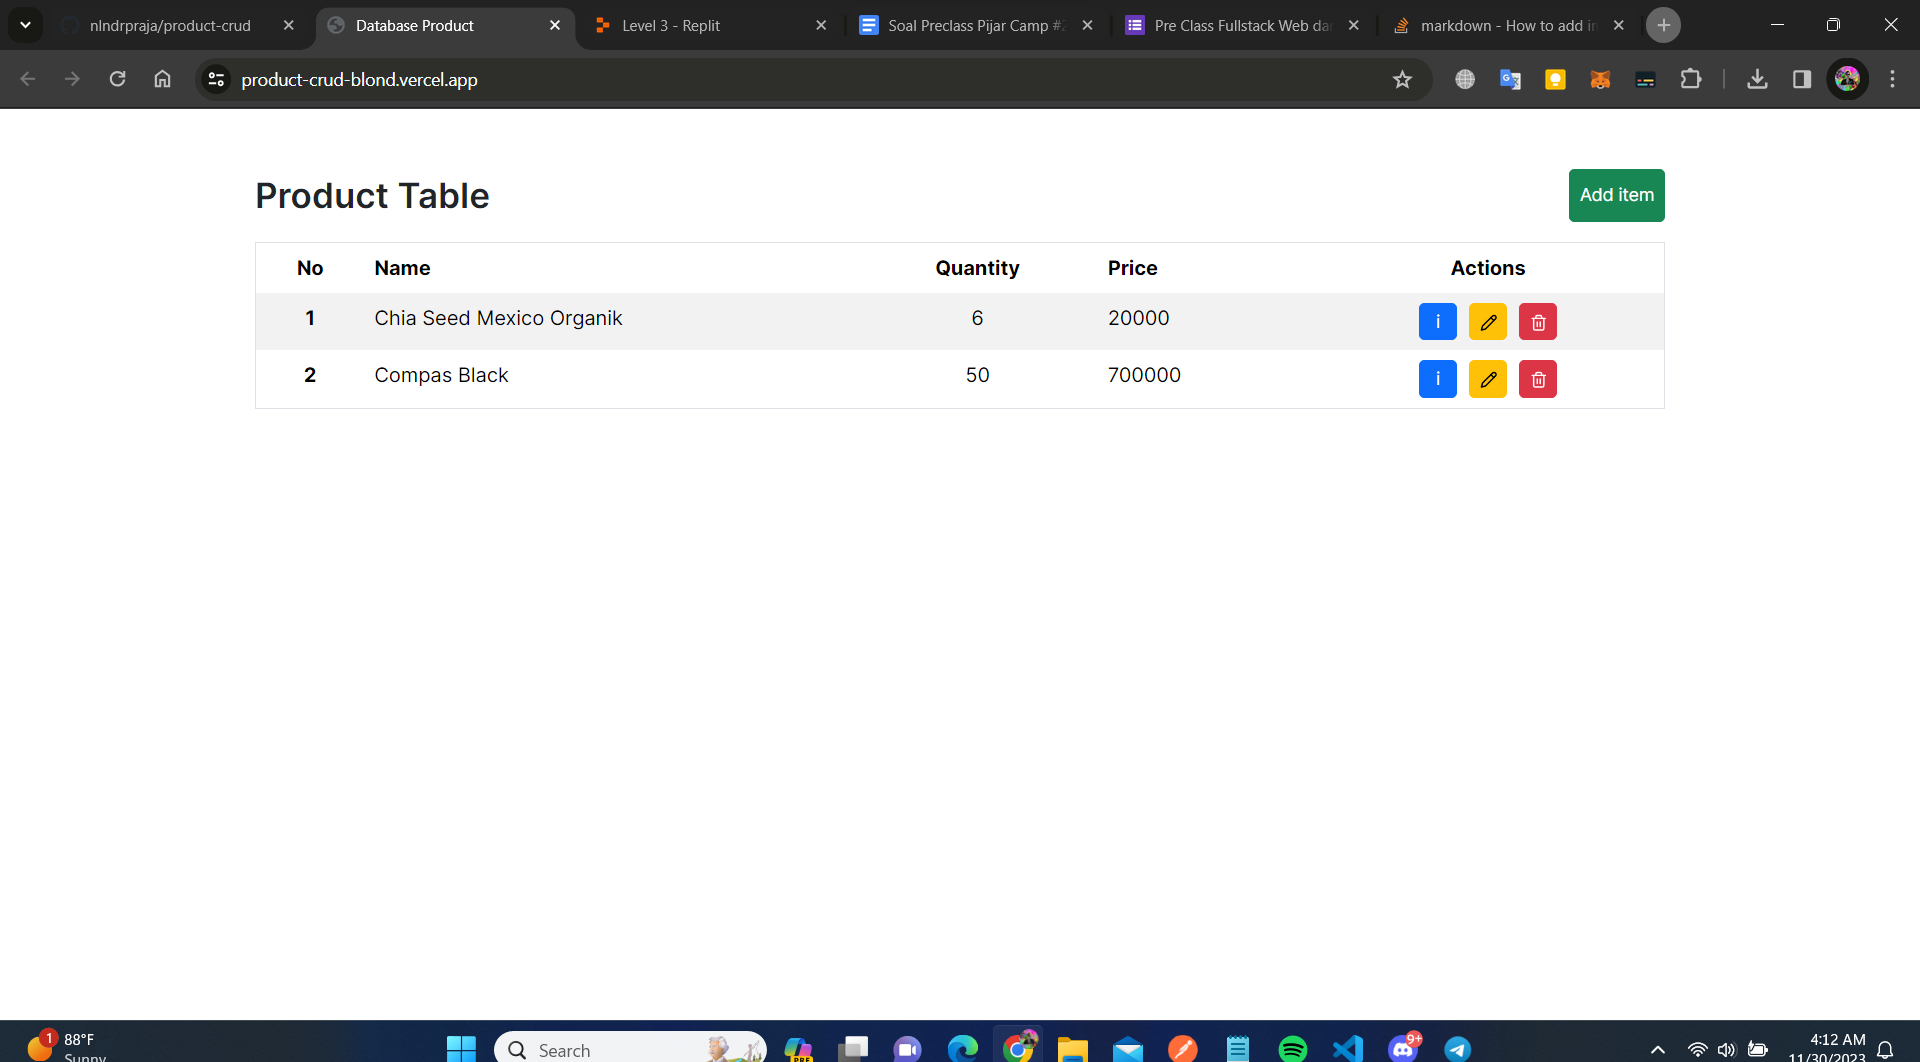 nlndrpraja/product-crud
Database Product
Level 3 - Replit
Soal Preclass Pijar Camp #
Pre Class Fullstack Web da
markdown - How to add i
product-crud-blond.vercel.app
Product Table
Add item
No Name Quantity Price Actions
1 Chia Seed Mexico Organik 6 20000 i
2 Compas Black 50 700000 i
1
88°F
Sunny
Search
PRE
9+
4:12 AM
11/30/2023